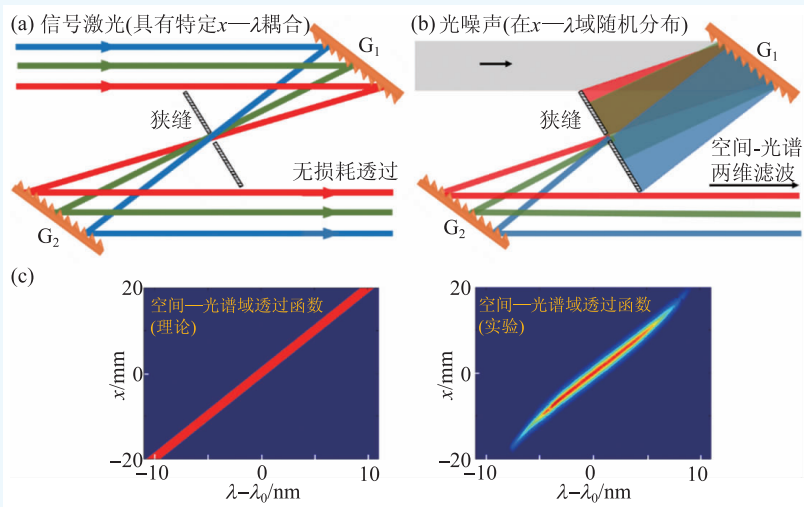 (a) 信号激光(具有特定x—λ耦合)
G₁
狭缝
无损耗透过
G₂
(b) 光噪声(在x—λ域随机分布)
G₁
狭缝
空间-光谱
两维滤波
G₂
(c)
20
空间—光谱域透过函数
(理论)
x/mm
0
−20
−10
0
10
λ−λ₀/nm
20
空间—光谱域透过函数
(实验)
x/mm
0
−20
−10
0
10
λ−λ₀/nm